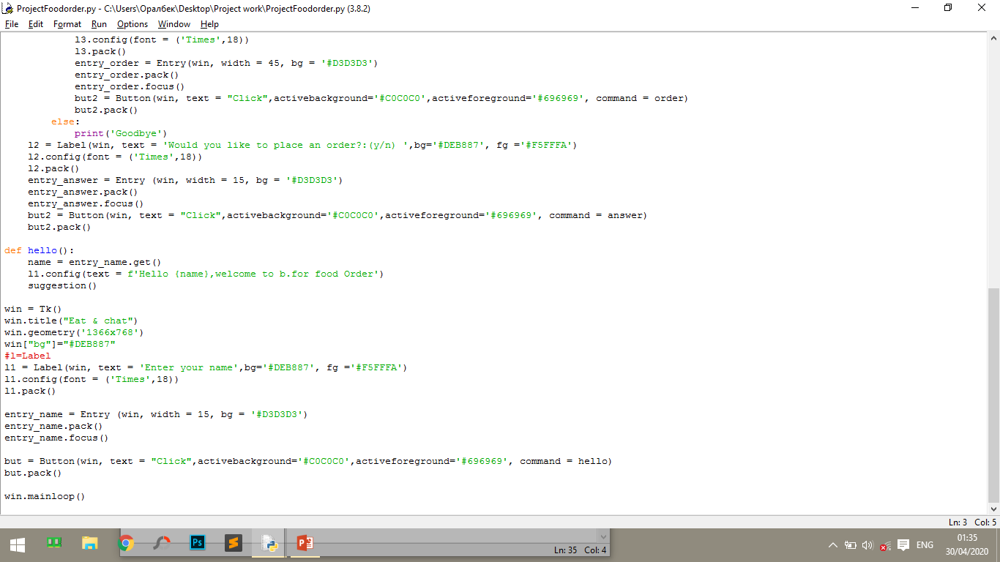 ProjectFoodorder.py - C:\Users\Оралбек\Desktop\Project work\ProjectFoodorder.py (3.8.2)
File Edit Format Run Options Window Help
            l3.config(font = ('Times',18))
            l3.pack()
            entry_order = Entry(win, width = 45, bg = '#D3D3D3')
            entry_order.pack()
            entry_order.focus()
            but2 = Button(win, text = "Click",activebackground='#C0C0C0',activeforeground='#696969', command = order)
            but2.pack()
        else:
            print('Goodbye')
    l2 = Label(win, text = 'Would you like to place an order?:(y/n) ',bg='#DEB887', fg ='#F5FFFA')
    l2.config(font = ('Times',18))
    l2.pack()
    entry_answer = Entry (win, width = 15, bg = '#D3D3D3')
    entry_answer.pack()
    entry_answer.focus()
    but2 = Button(win, text = "Click",activebackground='#C0C0C0',activeforeground='#696969', command = answer)
    but2.pack()
def hello():
    name = entry_name.get()
    l1.config(text = f'Hello {name},welcome to b.for food Order')
    suggestion()
win = Tk()
win.title("Eat & chat")
win.geometry('1366x768')
win["bg"]="#DEB887"
#l=Label
l1 = Label(win, text = 'Enter your name',bg='#DEB887', fg ='#F5FFFA')
l1.config(font = ('Times',18))
l1.pack()
entry_name = Entry (win, width = 15, bg = '#D3D3D3')
entry_name.pack()
entry_name.focus()
but = Button(win, text = "Click",activebackground='#C0C0C0',activeforeground='#696969', command = hello)
but.pack()
win.mainloop()
Ln: 3 Col: 5
Ps
Ln: 35 Col: 4
ENG
01:35
30/04/2020